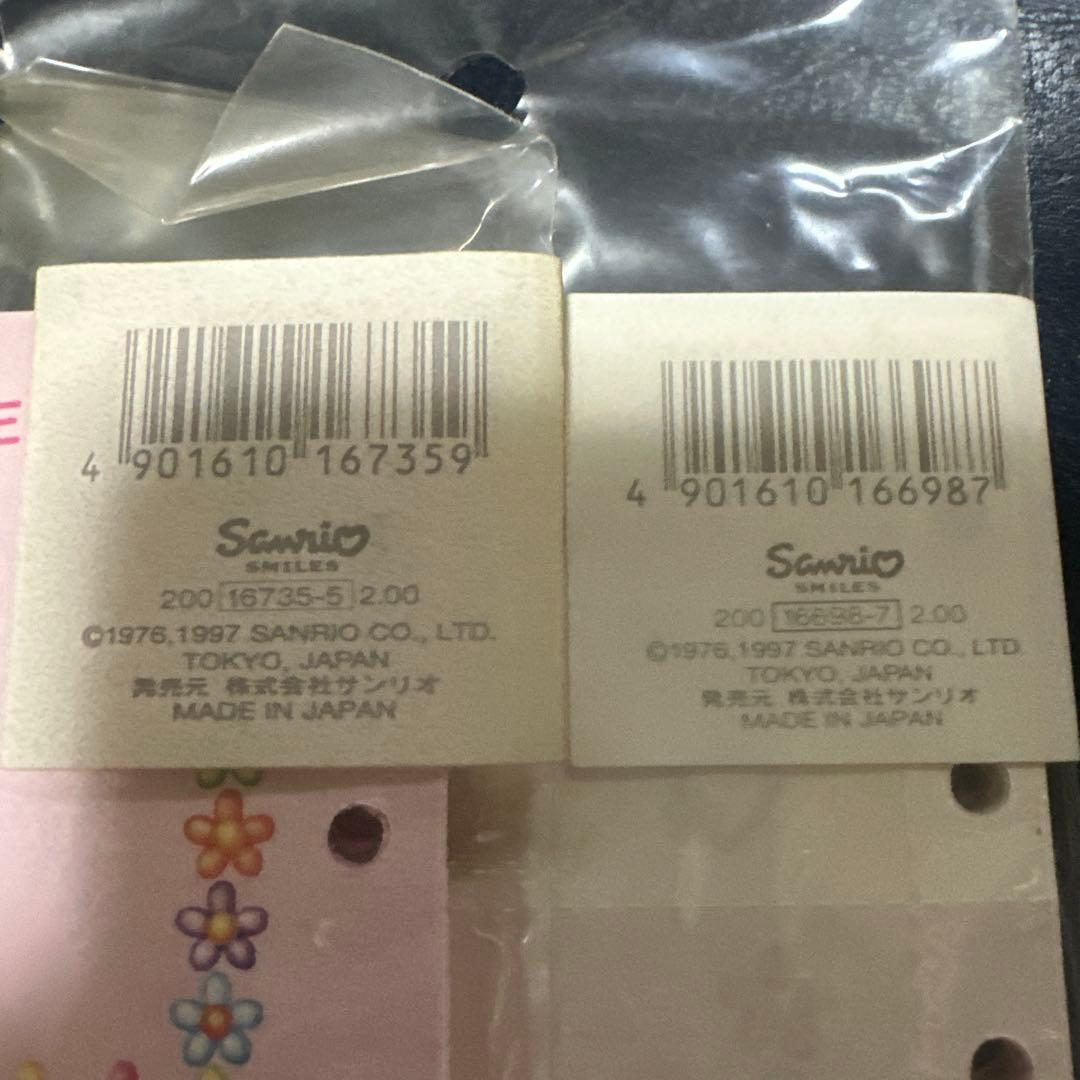 E
4 901610 167359
Sanrio
SMILES
200 16735-5 2.00
©1976,1997 SANRIO CO., LTD.
TOKYO, JAPAN
発売元 株式会社サンリオ
MADE IN JAPAN
4 901610 166987
Sanrio
SMILES
200 16698-7 2.00
©1976,1997 SANRIO CO., LTD.
TOKYO, JAPAN
発売元 株式会社サンリオ
MADE IN JAPAN